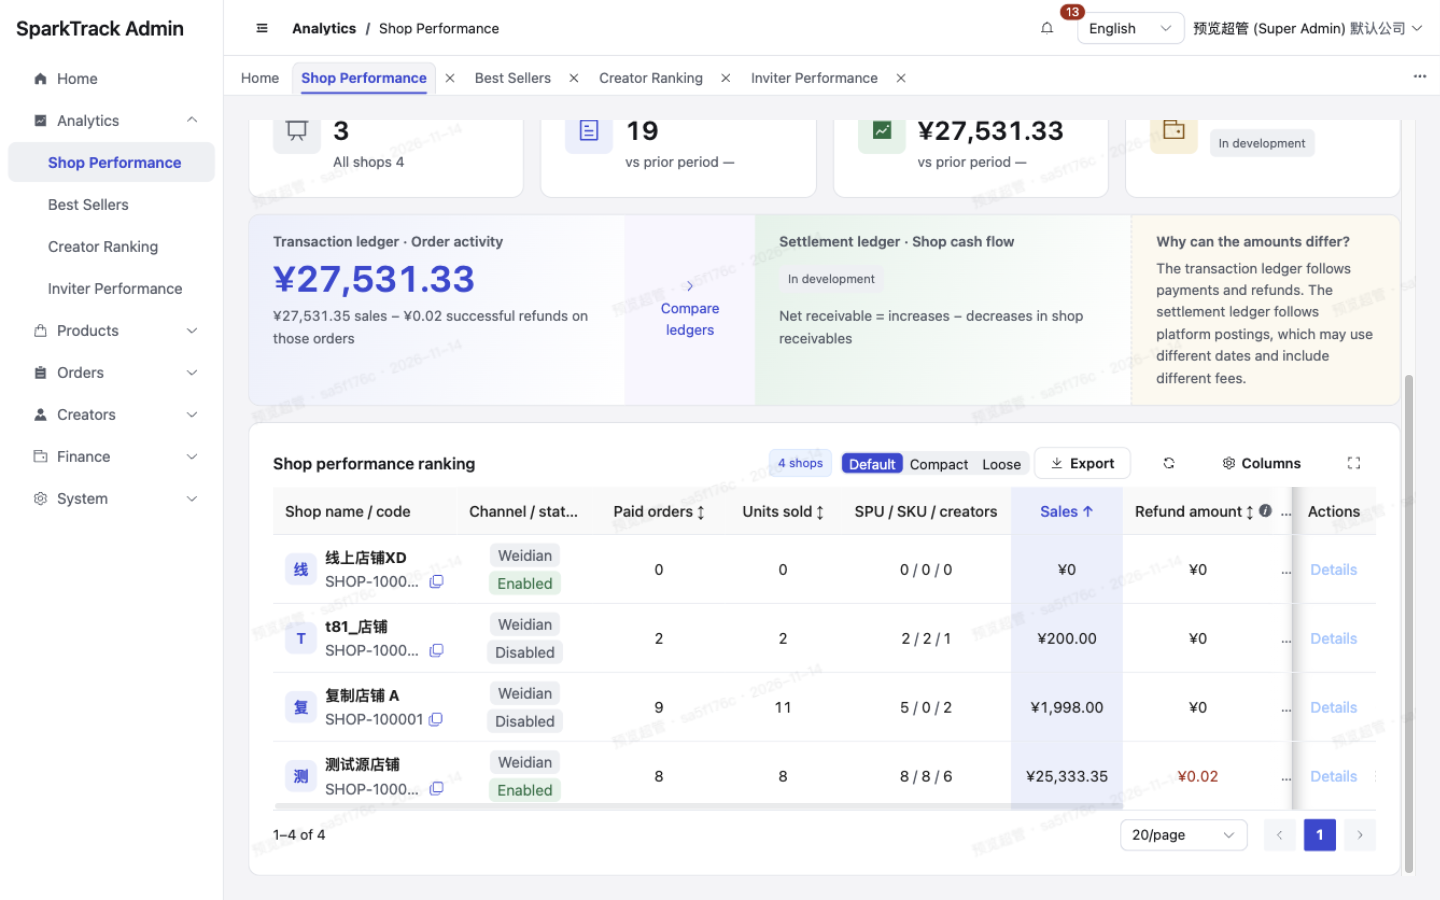 SparkTrack Admin
Analytics / Shop Performance
13
English
预览超管 (Super Admin) 默认公司
Home
Analytics
Shop Performance
Best Sellers
Creator Ranking
Inviter Performance
Products
Orders
Creators
Finance
System
Home
Shop Performance
Best Sellers
Creator Ranking
Inviter Performance
3
All shops 4
19
vs prior period —
¥27,531.33
vs prior period —
In development
Transaction ledger · Order activity
¥27,531.33
¥27,531.35 sales − ¥0.02 successful refunds on
those orders
Compare
ledgers
Settlement ledger · Shop cash flow
In development
Net receivable = increases − decreases in shop
receivables
Why can the amounts differ?
The transaction ledger follows
payments and refunds. The
settlement ledger follows
platform postings, which may use
different dates and include
different fees.
Shop performance ranking
4 shops
Default Compact Loose
Export
Columns
Shop name / code Channel / stat... Paid orders Units sold SPU / SKU / creators Sales ↑ Refund amount ... Actions
线 线上店铺XD SHOP-1000... Weidian Enabled 0 0 0 / 0 / 0 ¥0 ¥0 ... Details
T t81_店铺 SHOP-1000... Weidian Disabled 2 2 2 / 2 / 1 ¥200.00 ¥0 ... Details
复 复制店铺 A SHOP-100001 Weidian Disabled 9 11 5 / 0 / 2 ¥1,998.00 ¥0 ... Details
测 测试源店铺 SHOP-1000... Weidian Enabled 8 8 8 / 8 / 6 ¥25,333.35 ¥0.02 ... Details
1–4 of 4
20/page
1
预览超管 · sa5f176c · 2026-11-14